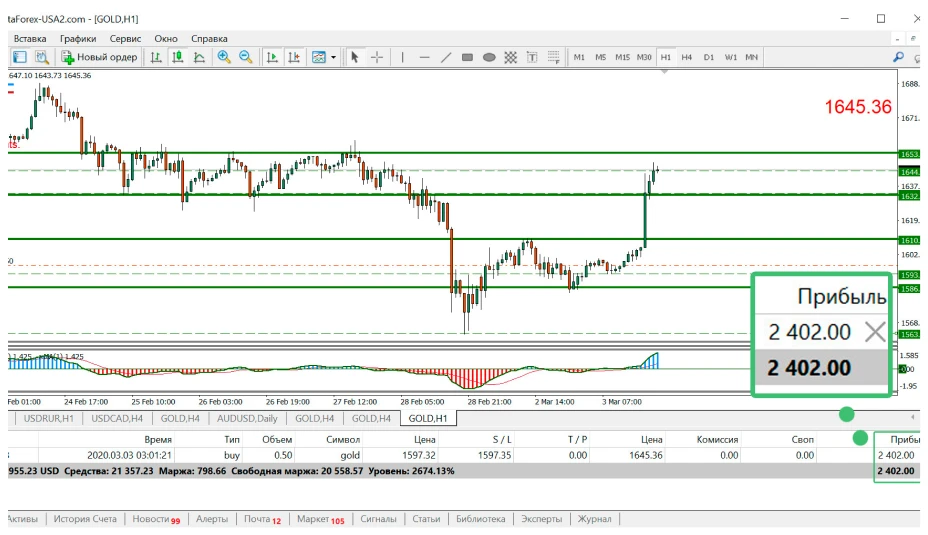 taForex-USA2.com - [GOLD,H1]
Вставка Графики Сервис Окно Справка
Новый ордер M1 M5 M15 M30 H1 H4 D1 W1 MN
647.10 1643.73 1645.36
1645.36
1688.
1671.
1653.
1644.
1637.
1632.
1619.
1610.
1602.
1593.
1586.
1568.
1563.
Прибыль
2 402.00
2 402.00
1.425 1.425
1.585
-1.95
Feb 01:00 24 Feb 17:00 25 Feb 10:00 26 Feb 03:00 26 Feb 19:00 27 Feb 12:00 28 Feb 05:00 28 Feb 21:00 2 Mar 14:00 3 Mar 07:00
USDRUR,H1 USDCAD,H4 GOLD,H4 AUDUSD,Daily GOLD,H4 GOLD,H4 GOLD,H1
Время Тип Объем Символ Цена S / L T / P Цена Комиссия Своп Прибы
2020.03.03 03:01:21 buy 0.50 gold 1597.32 1597.35 0.00 1645.36 0.00 0.00 2 402.00
955.23 USD Средства: 21 357.23 Маржа: 798.66 Свободная маржа: 20 558.57 Уровень: 2674.13% 2 402.00
Активы История Счета Новости 99 Алерты Почта 12 Маркет 105 Сигналы Статьи Библиотека Эксперты Журнал